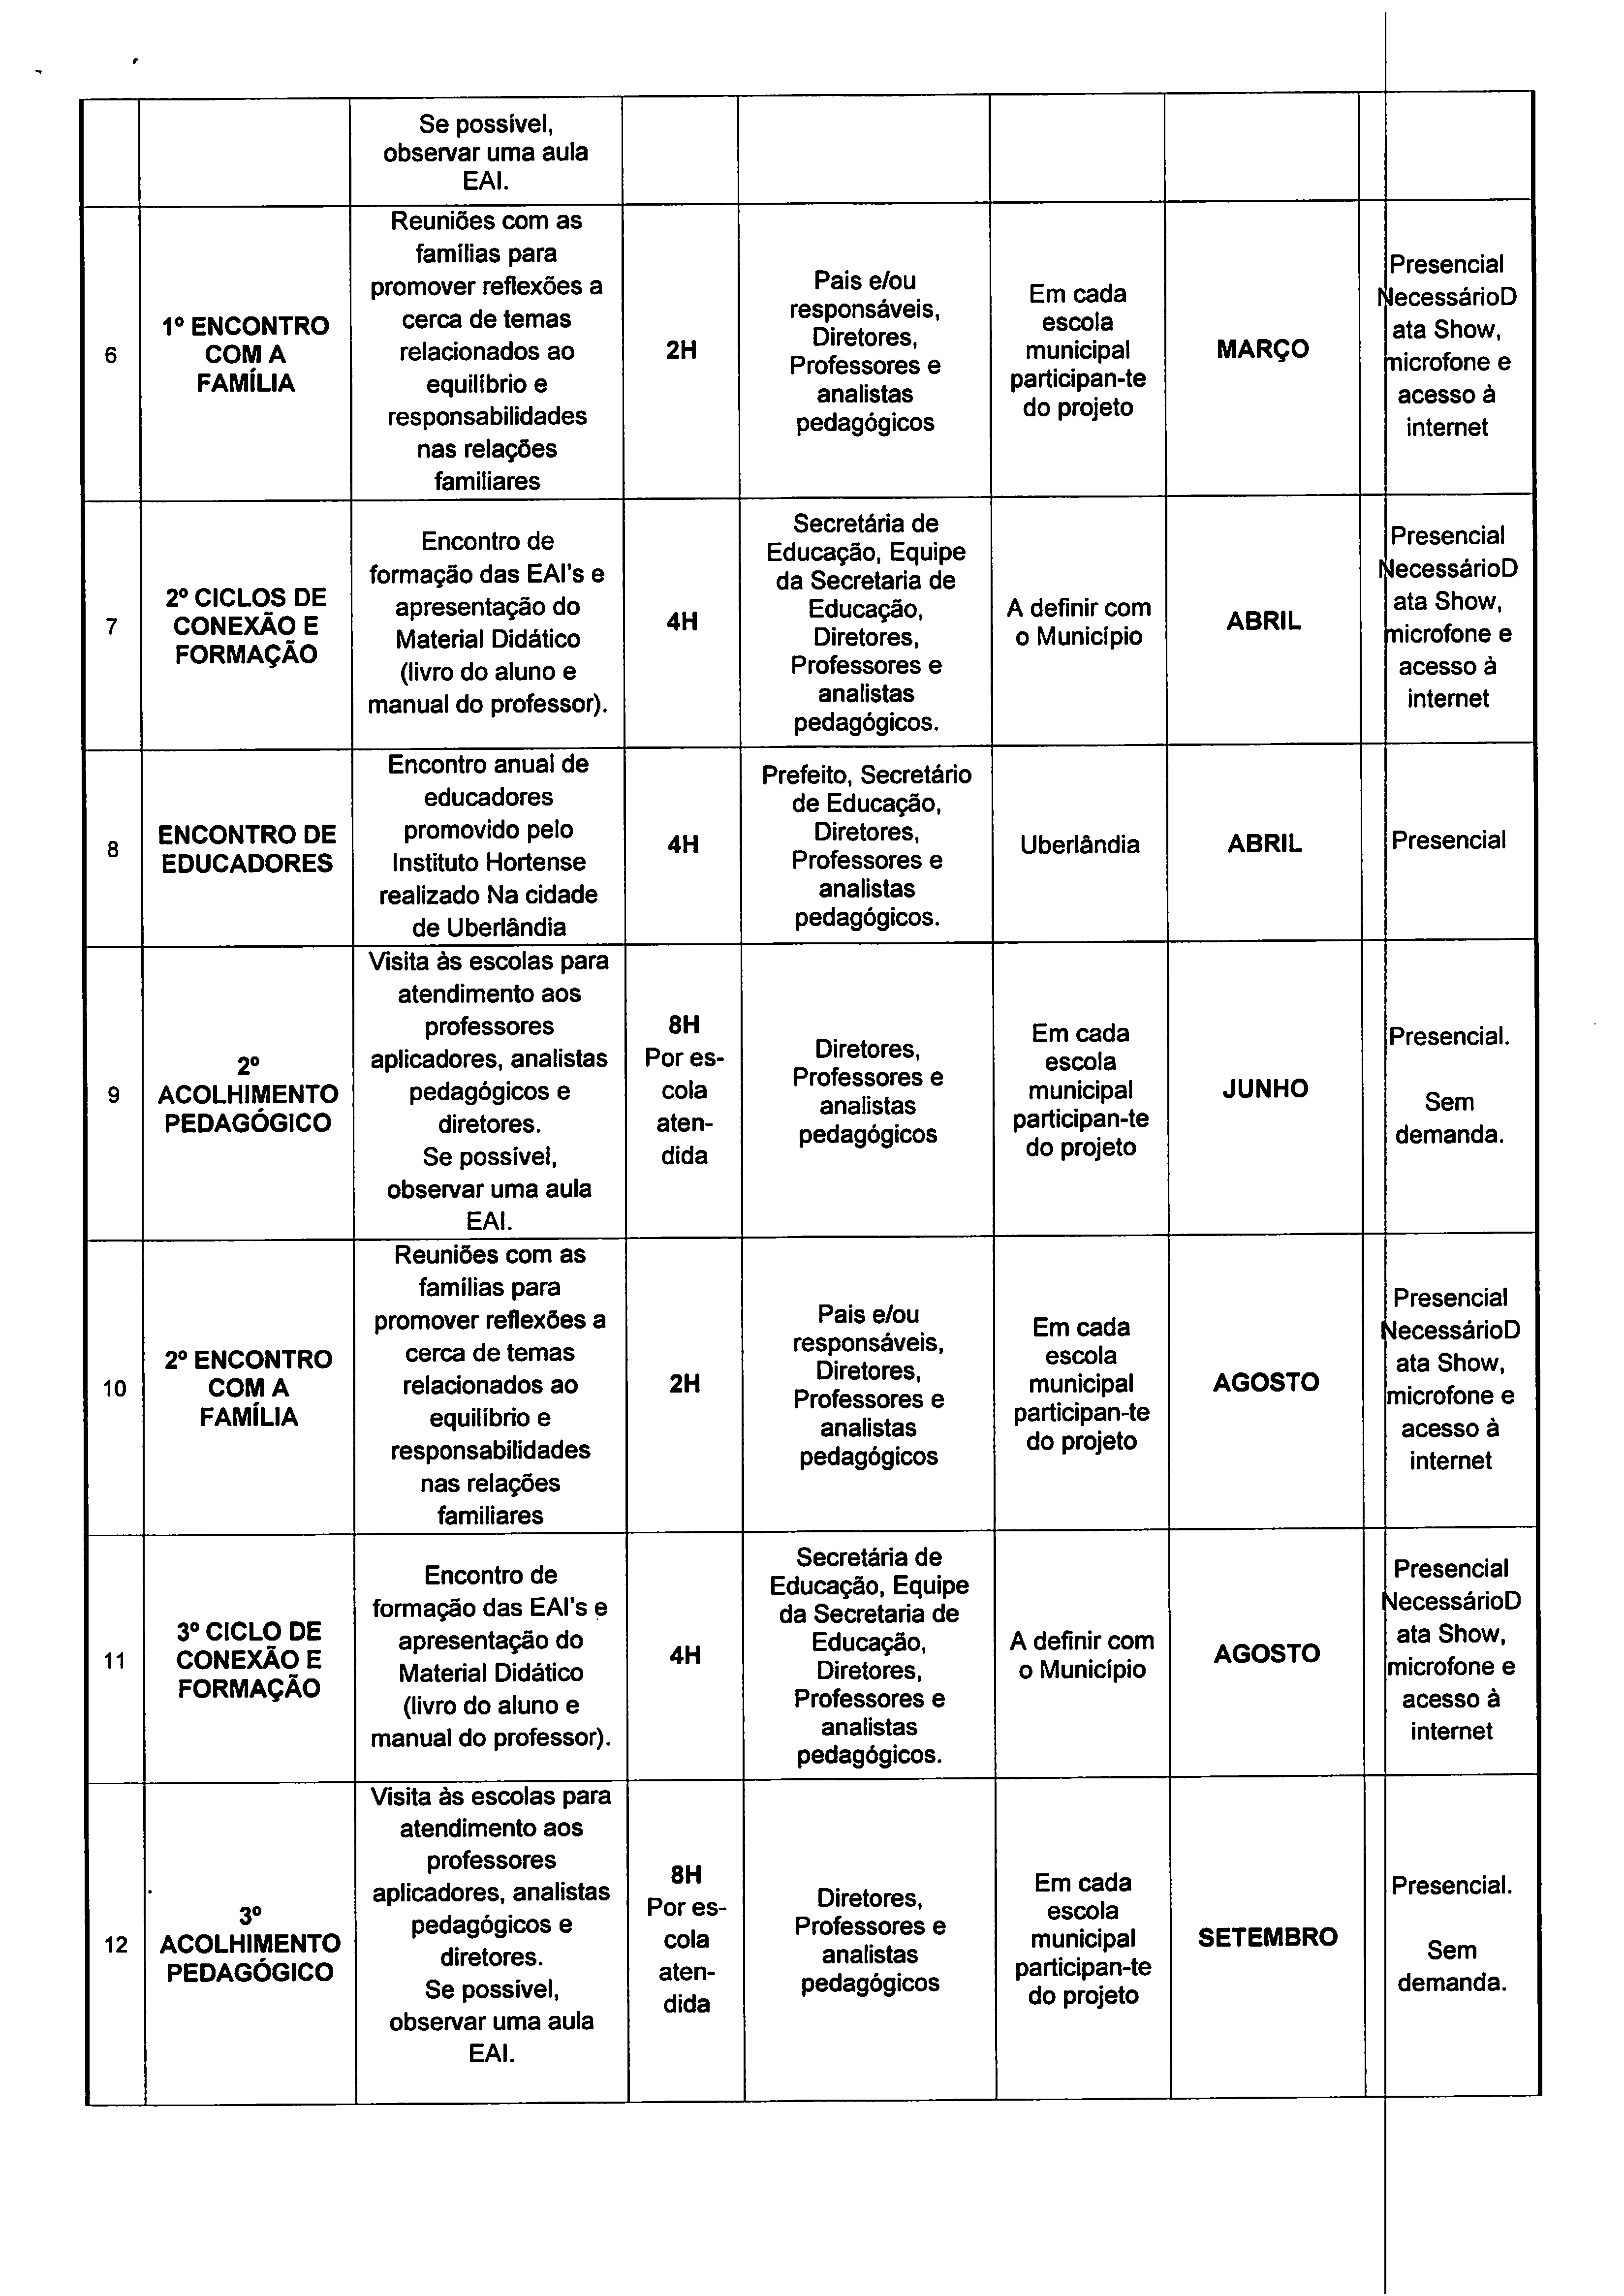 Se possível,
observar uma aula
EAI.
6
1º ENCONTRO
COM A
FAMÍLIA
Reuniões com as
famílias para
promover reflexões a
cerca de temas
relacionados ao
equilíbrio e
responsabilidades
nas relações
familiares
2H
Pais e/ou
responsáveis,
Diretores,
Professores e
analistas
pedagógicos
Em cada
escola
municipal
participan-te
do projeto
MARÇO
Presencial
NecessárioD
ata Show,
microfone e
acesso à
internet
7
2º CICLOS DE
CONEXÃO E
FORMAÇÃO
Encontro de
formação das EAI's e
apresentação do
Material Didático
(livro do aluno e
manual do professor).
4H
Secretária de
Educação, Equipe
da Secretaria de
Educação,
Diretores,
Professores e
analistas
pedagógicos.
A definir com
o Município
ABRIL
Presencial
NecessárioD
ata Show,
microfone e
acesso à
internet
8
ENCONTRO DE
EDUCADORES
Encontro anual de
educadores
promovido pelo
Instituto Hortense
realizado Na cidade
de Uberlândia
4H
Prefeito, Secretário
de Educação,
Diretores,
Professores e
analistas
pedagógicos.
Uberlândia
ABRIL
Presencial
9
2º
ACOLHIMENTO
PEDAGÓGICO
Visita às escolas para
atendimento aos
professores
aplicadores, analistas
pedagógicos e
diretores.
Se possível,
observar uma aula
EAI.
8H
Por es-
cola
aten-
dida
Diretores,
Professores e
analistas
pedagógicos
Em cada
escola
municipal
participan-te
do projeto
JUNHO
Presencial.
Sem
demanda.
10
2º ENCONTRO
COM A
FAMÍLIA
Reuniões com as
famílias para
promover reflexões a
cerca de temas
relacionados ao
equilíbrio e
responsabilidades
nas relações
familiares
2H
Pais e/ou
responsáveis,
Diretores,
Professores e
analistas
pedagógicos
Em cada
escola
municipal
participan-te
do projeto
AGOSTO
Presencial
NecessárioD
ata Show,
microfone e
acesso à
internet
11
3º CICLO DE
CONEXÃO E
FORMAÇÃO
Encontro de
formação das EAI's e
apresentação do
Material Didático
(livro do aluno e
manual do professor).
4H
Secretária de
Educação, Equipe
da Secretaria de
Educação,
Diretores,
Professores e
analistas
pedagógicos.
A definir com
o Município
AGOSTO
Presencial
NecessárioD
ata Show,
microfone e
acesso à
internet
12
3º
ACOLHIMENTO
PEDAGÓGICO
Visita às escolas para
atendimento aos
professores
aplicadores, analistas
pedagógicos e
diretores.
Se possível,
observar uma aula
EAI.
8H
Por es-
cola
aten-
dida
Diretores,
Professores e
analistas
pedagógicos
Em cada
escola
municipal
participan-te
do projeto
SETEMBRO
Presencial.
Sem
demanda.